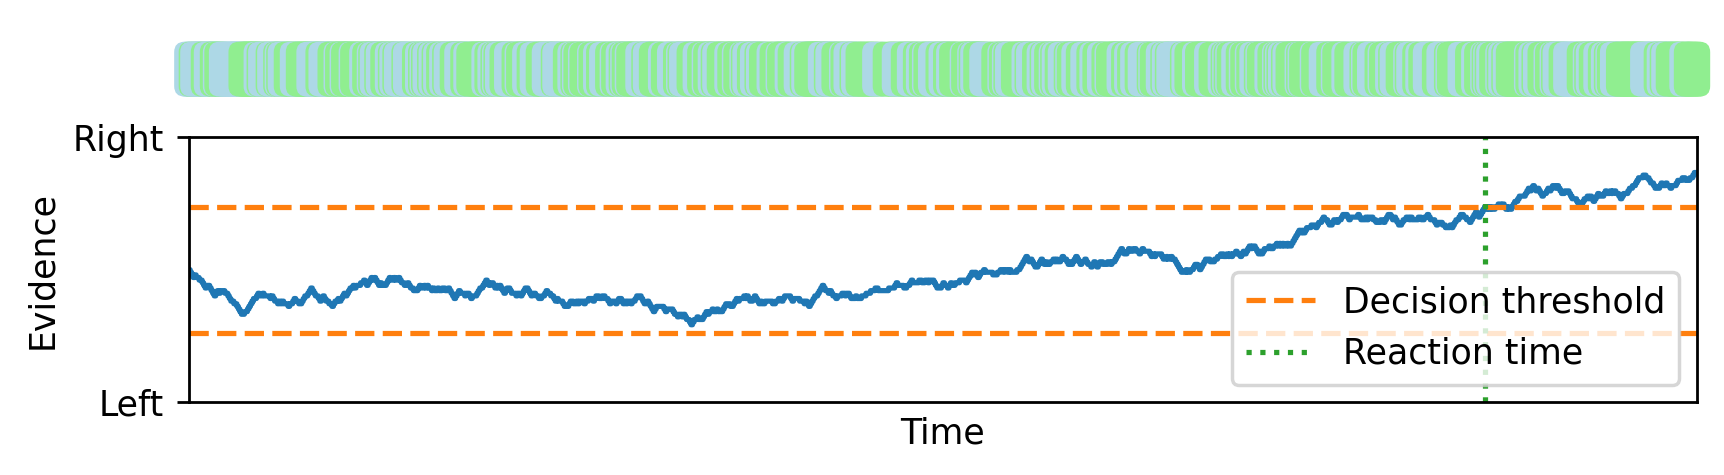 Right
Evidence
Left
Decision threshold
Reaction time
Time